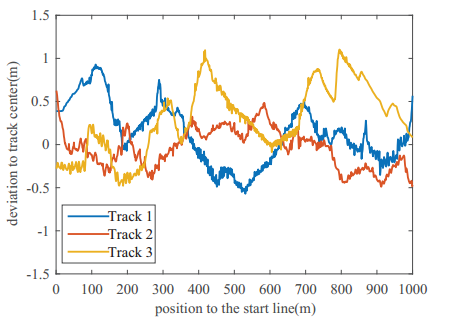 1.5
1
0.5
0
-0.5
-1
-1.5
deviation to track center(m)
Track 1
Track 2
Track 3
0 100 200 300 400 500 600 700 800 900 1000
position to the start line(m)